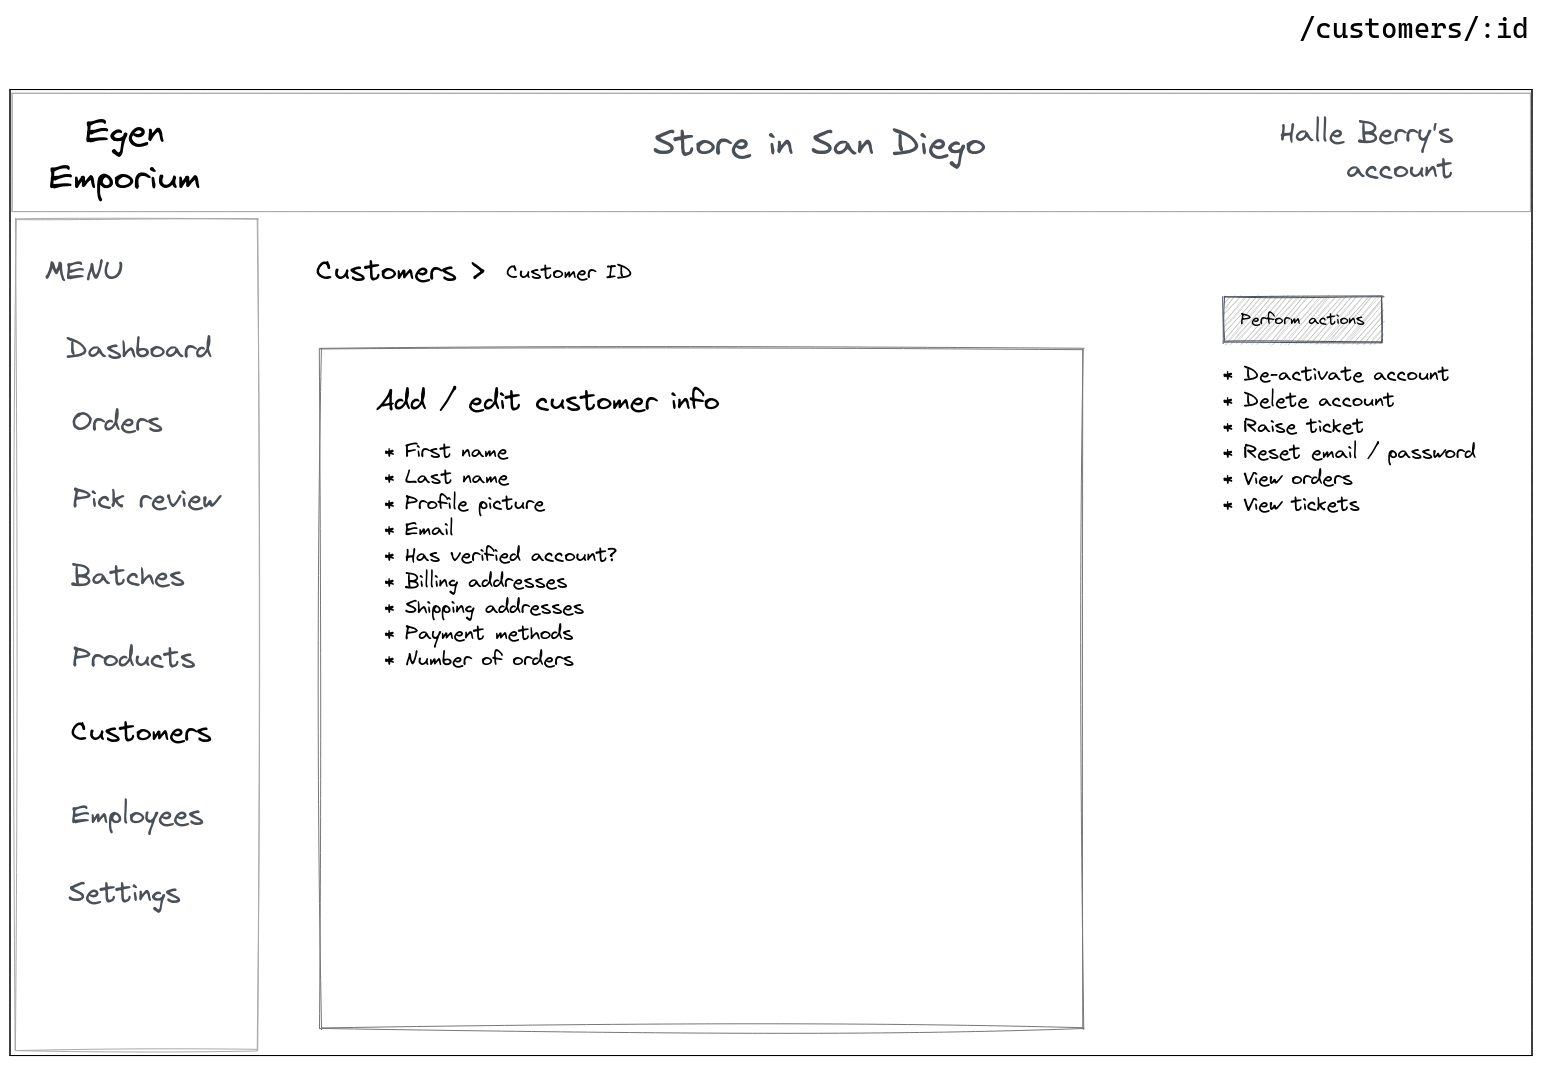 /customers/:id
Egen
Emporium
Store in San Diego
Halle Berry's
account
MENU
Dashboard
Orders
Pick review
Batches
Products
Customers
Employees
Settings
Customers > Customer ID
Add / edit customer info
* First name
* Last name
* Profile picture
* Email
* Has verified account?
* Billing addresses
* Shipping addresses
* Payment methods
* Number of orders
Perform actions
* De-activate account
* Delete account
* Raise ticket
* Reset email / password
* View orders
* View tickets